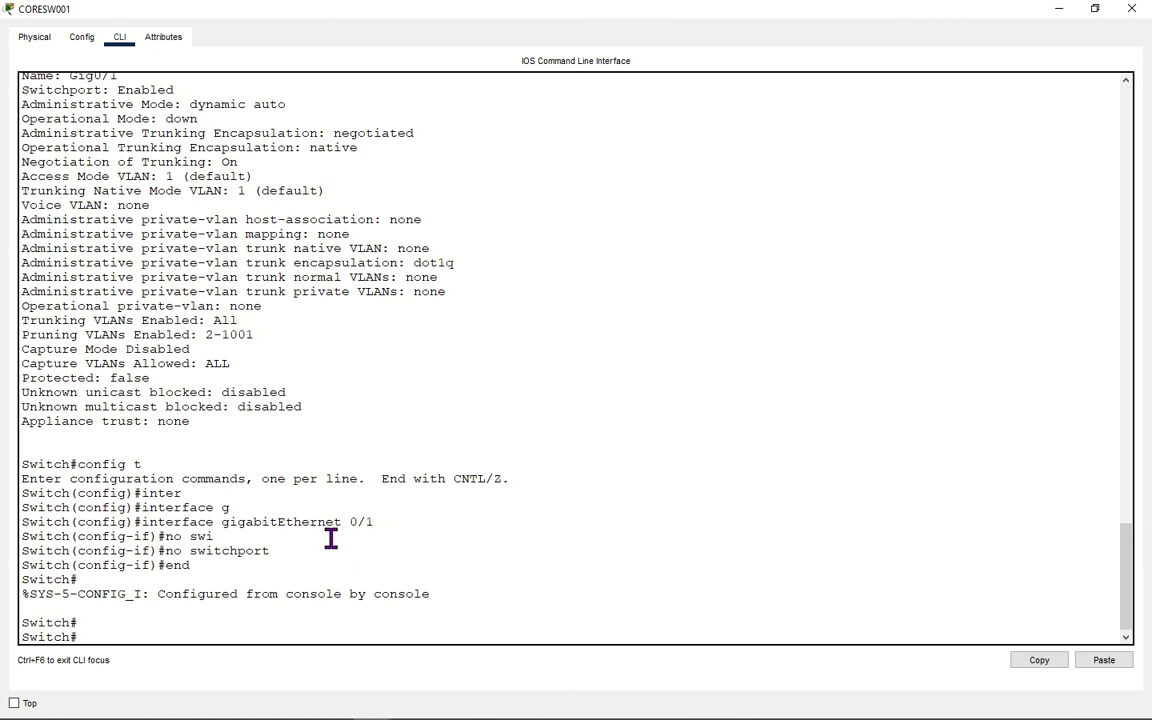 CORESW001
Physical Config CLI Attributes
IOS Command Line Interface
Name: Gig0/1
Switchport: Enabled
Administrative Mode: dynamic auto
Operational Mode: down
Administrative Trunking Encapsulation: negotiated
Operational Trunking Encapsulation: native
Negotiation of Trunking: On
Access Mode VLAN: 1 (default)
Trunking Native Mode VLAN: 1 (default)
Voice VLAN: none
Administrative private-vlan host-association: none
Administrative private-vlan mapping: none
Administrative private-vlan trunk native VLAN: none
Administrative private-vlan trunk encapsulation: dot1q
Administrative private-vlan trunk normal VLANs: none
Administrative private-vlan trunk private VLANs: none
Operational private-vlan: none
Trunking VLANs Enabled: All
Pruning VLANs Enabled: 2-1001
Capture Mode Disabled
Capture VLANs Allowed: ALL
Protected: false
Unknown unicast blocked: disabled
Unknown multicast blocked: disabled
Appliance trust: none
Switch#config t
Enter configuration commands, one per line.  End with CNTL/Z.
Switch(config)#inter
Switch(config)#interface g
Switch(config)#interface gigabitEthernet 0/1
Switch(config-if)#no swi
Switch(config-if)#no switchport
Switch(config-if)#end
Switch#
%SYS-5-CONFIG_I: Configured from console by console
Switch#
Switch#
Ctrl+F6 to exit CLI focus
Copy Paste
Top